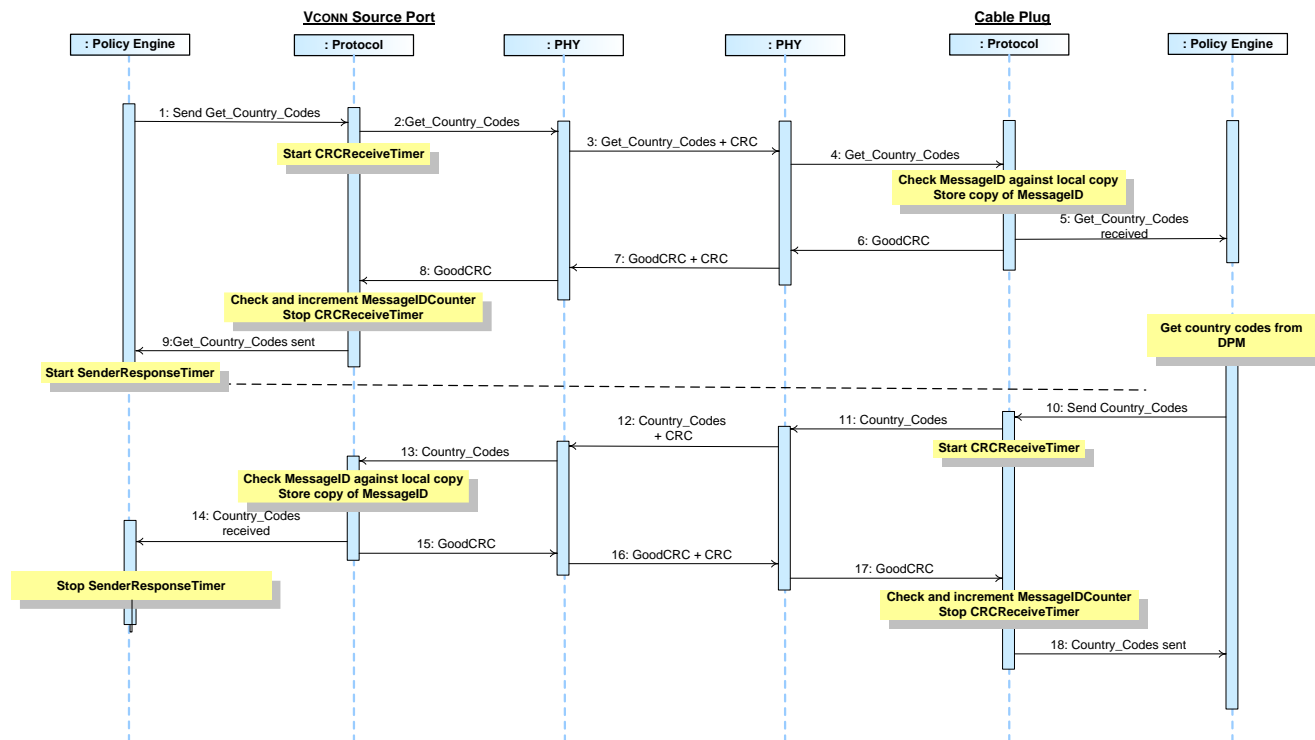 VCONN Source Port
Cable Plug
: Policy Engine
: Protocol
: PHY
: PHY
: Protocol
: Policy Engine
1: Send Get_Country_Codes
2:Get_Country_Codes
Start CRCReceiveTimer
3: Get_Country_Codes + CRC
4: Get_Country_Codes
Check MessageID against local copy
Store copy of MessageID
5: Get_Country_Codes
received
6: GoodCRC
7: GoodCRC + CRC
8: GoodCRC
Check and increment MessageIDCounter
Stop CRCReceiveTimer
9:Get_Country_Codes sent
Start SenderResponseTimer
Get country codes from
DPM
10: Send Country_Codes
11: Country_Codes
Start CRCReceiveTimer
12: Country_Codes
+ CRC
13: Country_Codes
Check MessageID against local copy
Store copy of MessageID
14: Country_Codes
received
15: GoodCRC
16: GoodCRC + CRC
17: GoodCRC
Stop SenderResponseTimer
Check and increment MessageIDCounter
Stop CRCReceiveTimer
18: Country_Codes sent